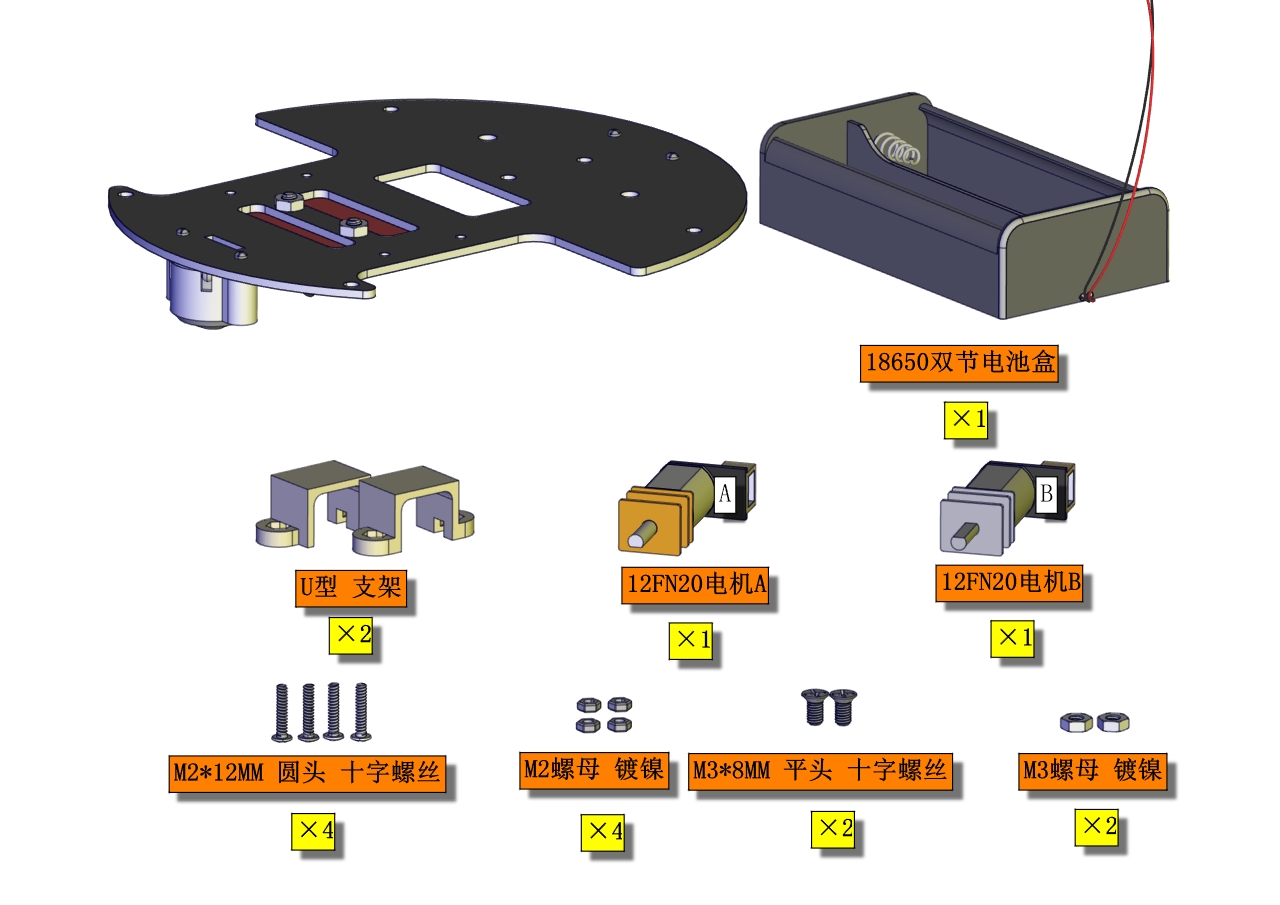 18650双节电池盒
×1
A
B
U型 支架
12FN20电机A
12FN20电机B
×2
×1
×1
M2*12MM 圆头 十字螺丝
M2螺母 镀镍
M3*8MM 平头 十字螺丝
M3螺母 镀镍
×4
×4
×2
×2